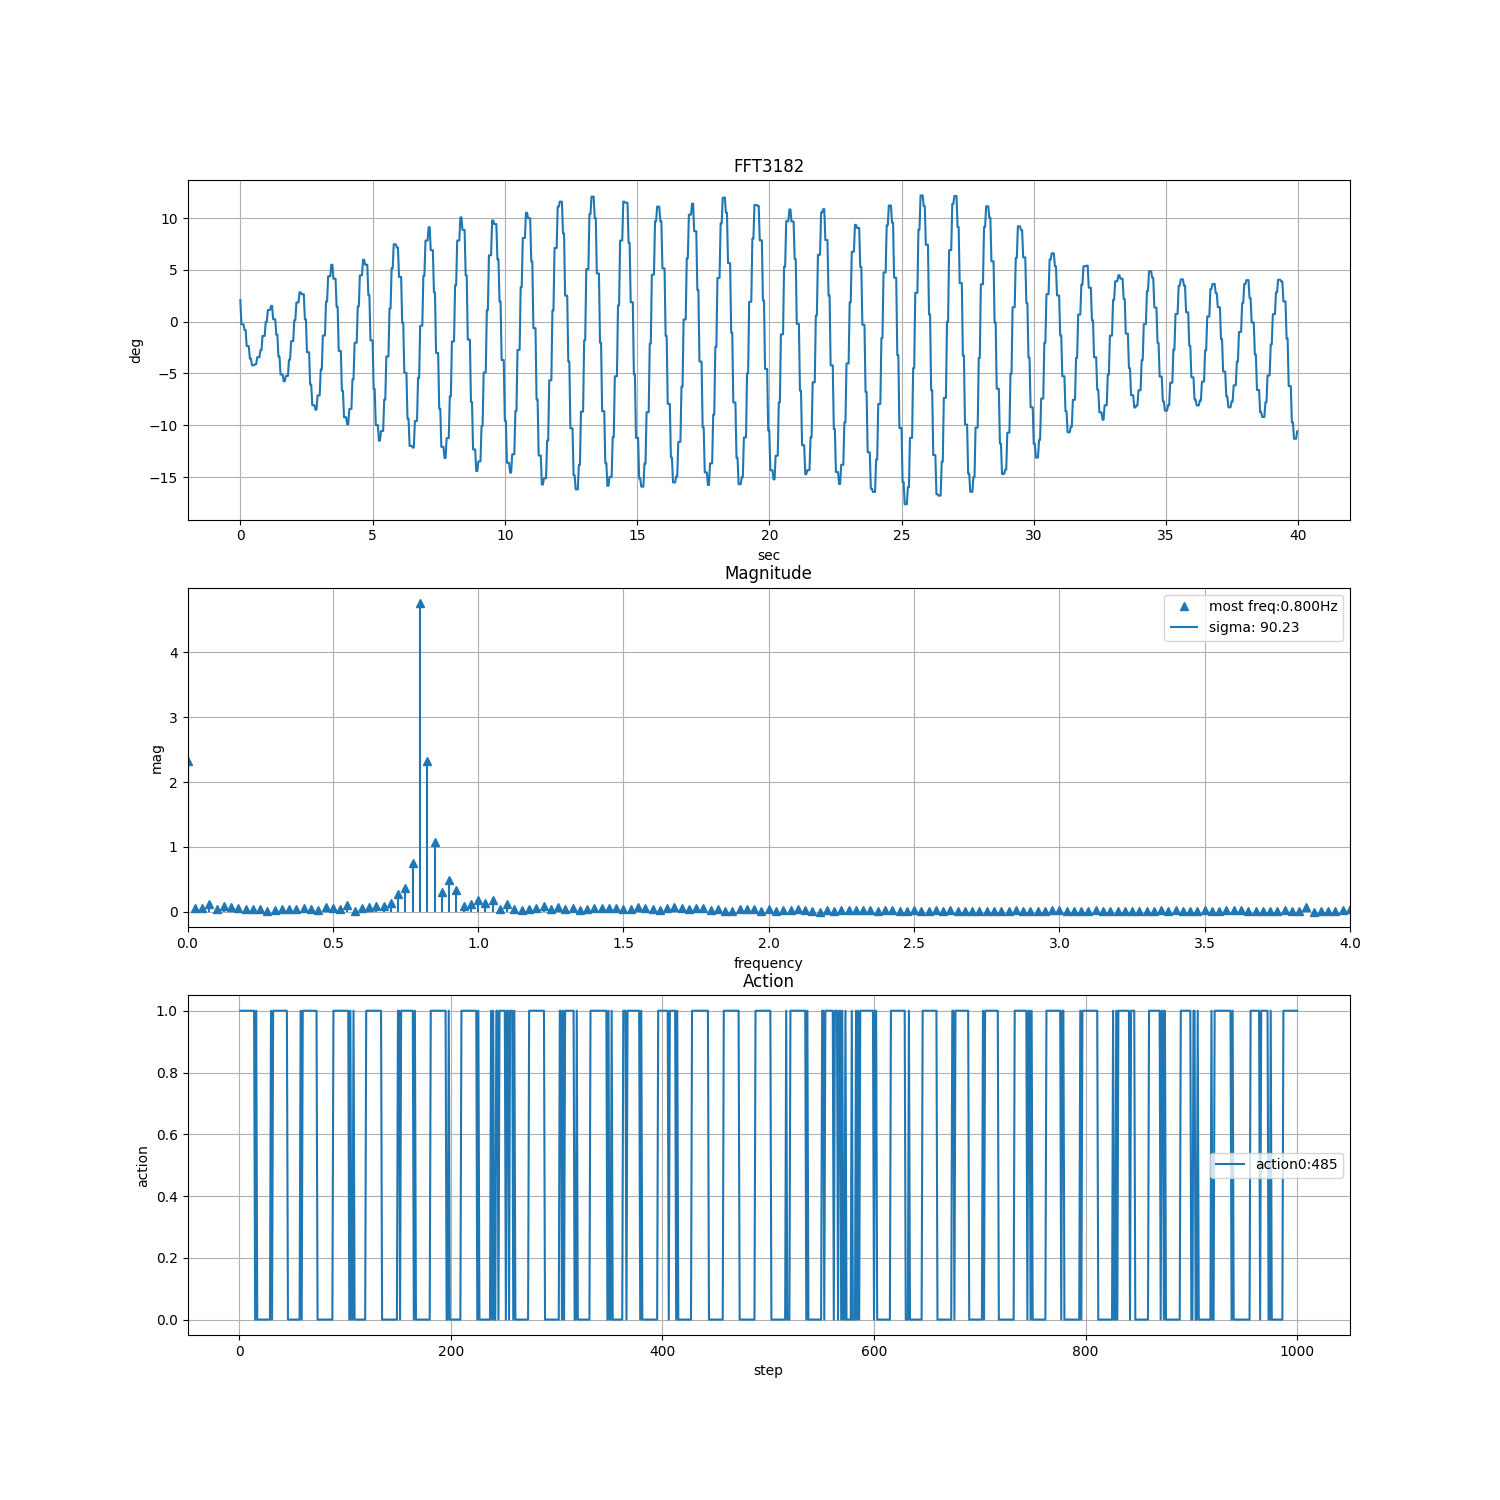 FFT3182
10
5
0
−5
−10
−15
deg
0 5 10 15 20 25 30 35 40
sec
Magnitude
most freq:0.800Hz
sigma: 90.23
4
3
2
1
0
mag
0.0 0.5 1.0 1.5 2.0 2.5 3.0 3.5 4.0
frequency
Action
1.0
0.8
0.6
0.4
0.2
0.0
action
action0:485
0 200 400 600 800 1000
step